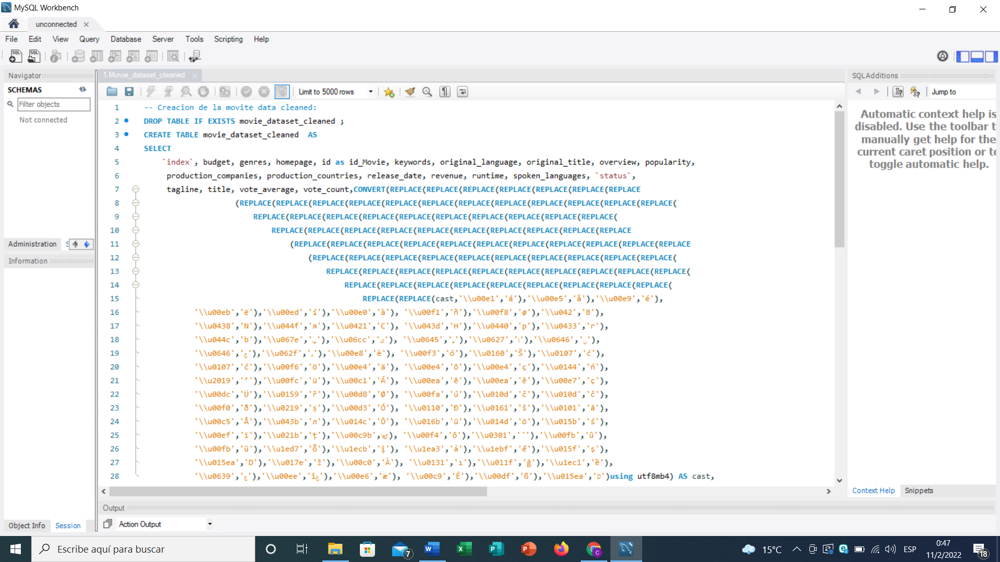 MySQL Workbench
unconnected
File Edit View Query Database Server Tools Scripting Help
Navigator
SCHEMAS
Filter objects
Not connected
Administration
Information
Object Info Session
1.Movie_dataset_cleaned
Limit to 5000 rows
1 -- Creacion de la movite data cleaned:
2 DROP TABLE IF EXISTS movie_dataset_cleaned ;
3 CREATE TABLE movie_dataset_cleaned  AS
4 SELECT
5 `index`, budget, genres, homepage, id as id_Movie, keywords, original_language, original_title, overview, popularity,
6 production_companies, production_countries, release_date, revenue, runtime, spoken_languages, `status`,
7 tagline, title, vote_average, vote_count,CONVERT(REPLACE(REPLACE(REPLACE(REPLACE(REPLACE(REPLACE(REPLACE
8 (REPLACE(REPLACE(REPLACE(REPLACE(REPLACE(REPLACE(REPLACE(REPLACE(REPLACE(REPLACE(REPLACE(REPLACE(
9 REPLACE(REPLACE(REPLACE(REPLACE(REPLACE(REPLACE(REPLACE(REPLACE(REPLACE(REPLACE(
10 REPLACE(REPLACE(REPLACE(REPLACE(REPLACE(REPLACE(REPLACE(REPLACE(REPLACE(REPLACE
11 (REPLACE(REPLACE(REPLACE(REPLACE(REPLACE(REPLACE(REPLACE(REPLACE(REPLACE(REPLACE(REPLACE
12 (REPLACE(REPLACE(REPLACE(REPLACE(REPLACE(REPLACE(REPLACE(REPLACE(REPLACE(REPLACE(
13 REPLACE(REPLACE(REPLACE(REPLACE(REPLACE(REPLACE(REPLACE(REPLACE(REPLACE(REPLACE(
14 REPLACE(REPLACE(REPLACE(REPLACE(REPLACE(REPLACE(REPLACE(REPLACE(REPLACE(
15 REPLACE(REPLACE(cast,'\\u00e1','á'),'\\u00e5','å'),'\\u00e9','é'),
16 '\\u00eb','ë'),'\\u00ed','í'),'\\u00e0','à'), '\\u00f1','ñ'),'\\u00f8','ø'),'\\u042','B'),
17 '\\u0438','N'),'\\u044f','я'),'\\u0421','C'), '\\u043d','H'),'\\u0440','p'),'\\u0433','r'),
18 '\\u044c','b'),'\\u067e','پ'),'\\u06cc','ی'), '\\u0645','م'),'\\u0627','ا'),'\\u0646','ن'),
19 '\\u0646','ع'),'\\u062f','د'),'\\u00e8','è'), '\\u00f3','ó'),'\\u0160','Š'),'\\u0107','ć'),
20 '\\u0107','ć'),'\\u00f6','ö'),'\\u00e4','ä'), '\\u00e4','ô'),'\\u00e4','ç'),'\\u0144','ń'),
21 '\\u2019','’'),'\\u00fc','ü'),'\\u00c1','Á'), '\\u00ea','ê'),'\\u00ea','ê'),'\\u00e7','ç'),
22 '\\u00dc','Ü'),'\\u0159','ř'),'\\u00d8','Ø'), '\\u00fa','ú'),'\\u010d','č'),'\\u010d','č'),
23 '\\u00f0','ð'),'\\u0219','ș'),'\\u00d3','Ó'), '\\u0110','Đ'),'\\u0161','š'),'\\u0101','ā'),
24 '\\u00c5','Å'),'\\u043b','л'),'\\u014c','Ō'), '\\u016b','ū'),'\\u014d','ō'),'\\u015b','ś'),
25 '\\u00ef','ï'),'\\u021b','ț'),'\\u00c9b', '\\u00f4','ô'),'\\u0301','´'),'\\u00fb','û'),
26 '\\u00fb','û'),'\\u1ed7','ỗ'),'\\u1ecb','ị'), '\\u1ea3','ả'),'\\u1ebf','ế'),'\\u015f','ş'),
27 '\\u015ea','D'),'\\u017e','ž'),'\\u00c0','À'), '\\u0131','ı'),'\\u011f','ğ'),'\\u1ec1','ề'),
28 '\\u0639','ع'),'\\u00ee','îع'),'\\u00e6','æ'), '\\u00c9','É'),'\\u00df','ß'),'\\u015ea','D')using utf8mb4) AS cast,
Output
Action Output
SQLAdditions
Jump to
Automatic context help is
disabled. Use the toolbar t
manually get help for the
current caret position or to
toggle automatic help.
Context Help Snippets
Escribe aquí para buscar
7
15°C
ESP
0:47
11/2/2022
18